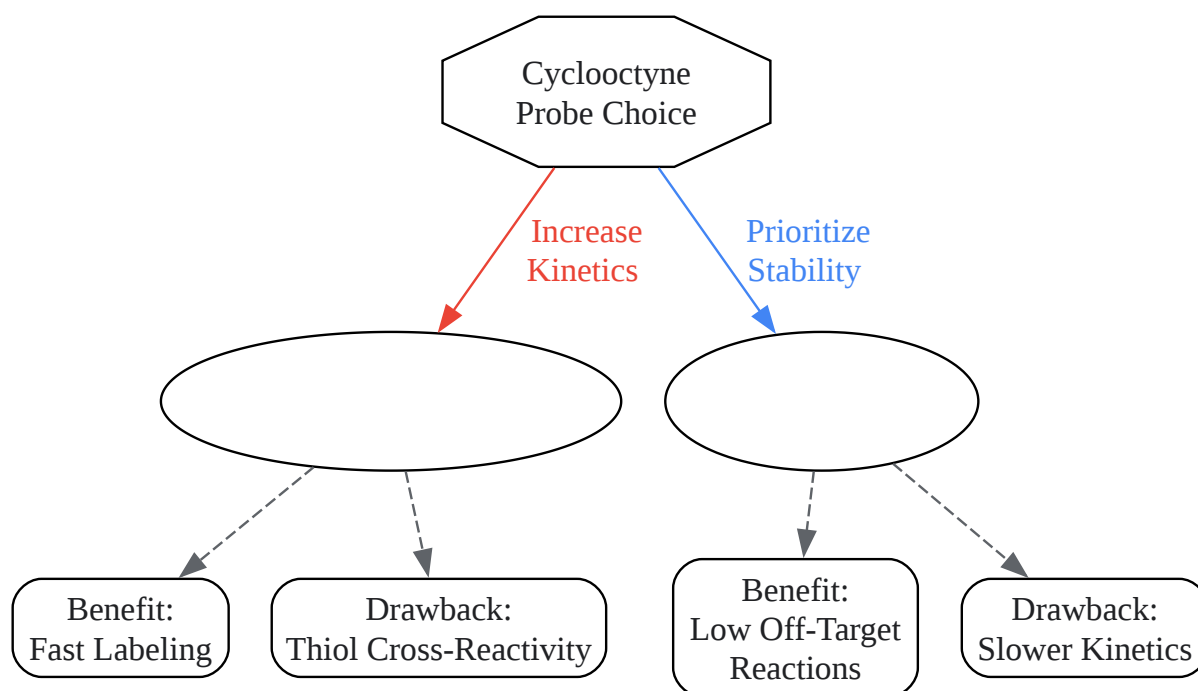 Cyclooctyne
Probe Choice
Increase
Kinetics
Prioritize
Stability
Benefit:
Fast Labeling
Drawback:
Thiol Cross-Reactivity
Benefit:
Low Off-Target
Reactions
Drawback:
Slower Kinetics